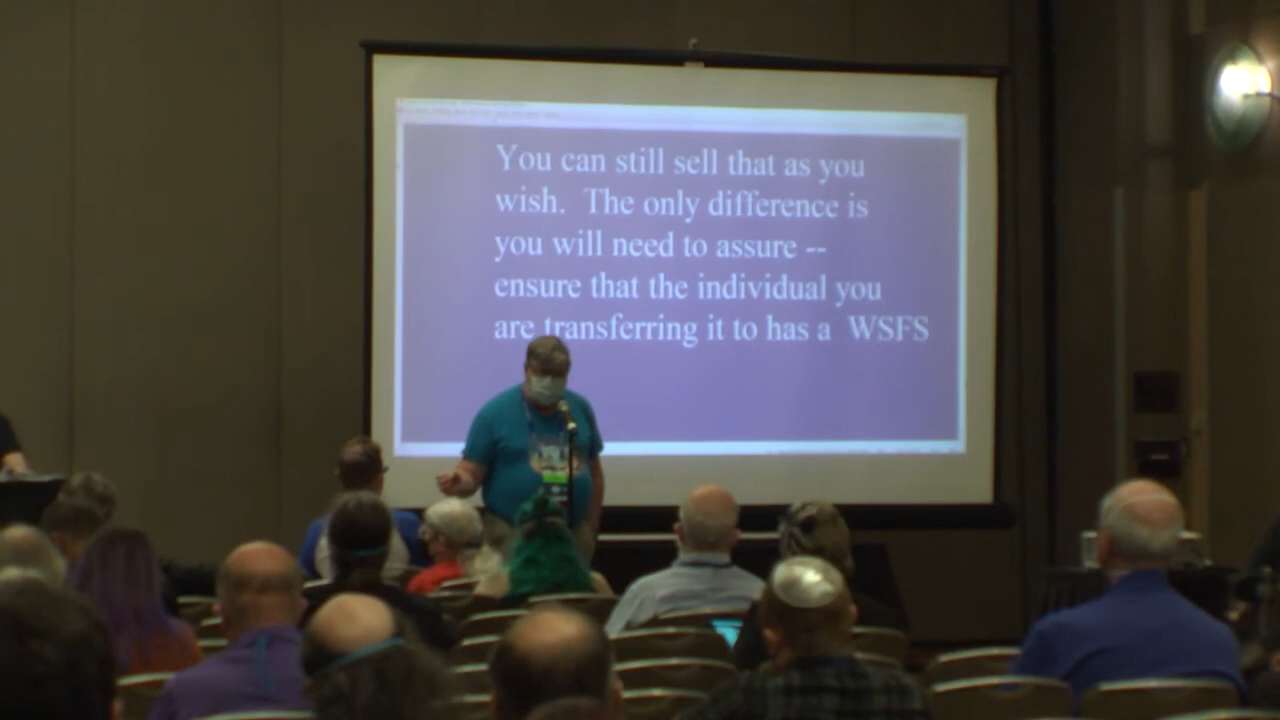 You can still sell that as you
wish. The only difference is
you will need to assure --
ensure that the individual you
are transferring it to has a WSFS